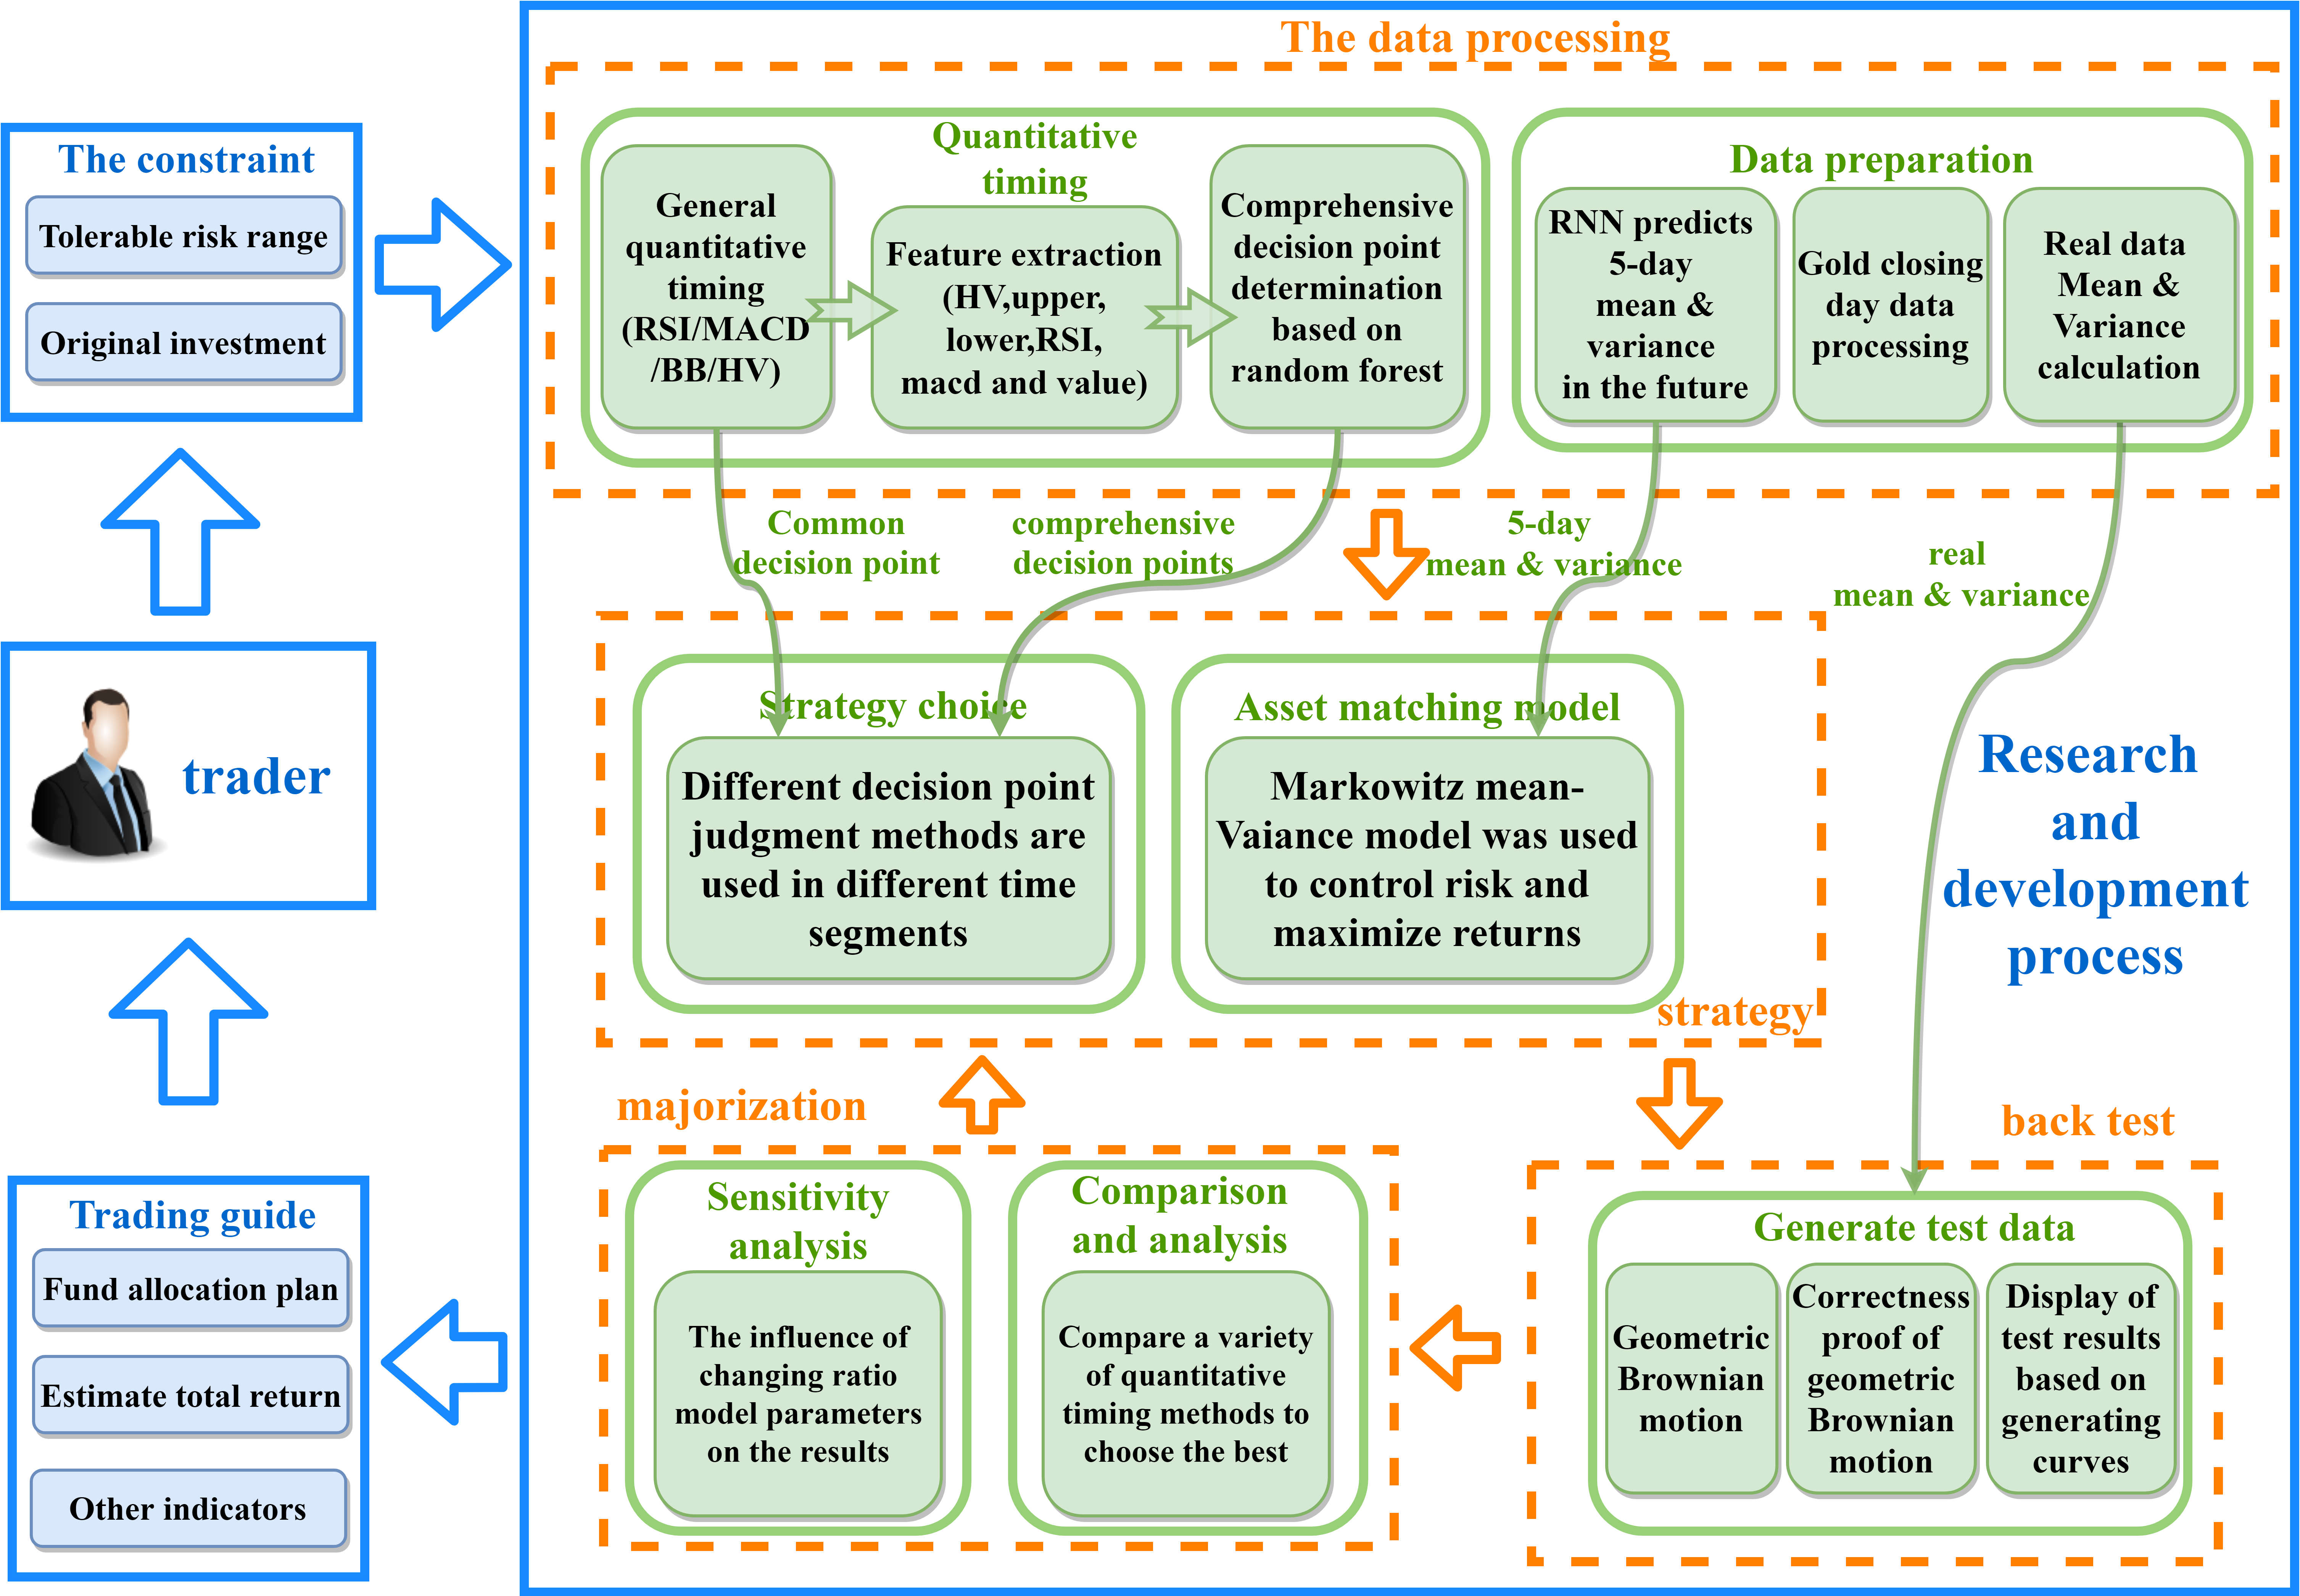 The data processing
The constraint
Tolerable risk range
Original investment
trader
Trading guide
Fund allocation plan
Estimate total return
Other indicators
Quantitative
timing
General
quantitative
timing
(RSI/MACD
/BB/HV)
Feature extraction
(HV,upper,
lower,RSI,
macd and value)
Comprehensive
decision point
determination
based on
random forest
Data preparation
RNN predicts
5-day
mean &
variance
in the future
Gold closing
day data
processing
Real data
Mean &
Variance
calculation
Common
decision point
comprehensive
decision points
5-day
mean & variance
real
mean & variance
Strategy choice
Different decision point
judgment methods are
used in different time
segments
Asset matching model
Markowitz mean-
Vaiance model was used
to control risk and
maximize returns
strategy
Research
and
development
process
majorization
back test
Sensitivity
analysis
The influence of
changing ratio
model parameters
on the results
Comparison
and analysis
Compare a variety
of quantitative
timing methods to
choose the best
Generate test data
Geometric
Brownian
motion
Correctness
proof of
geometric
Brownian
motion
Display of
test results
based on
generating
curves